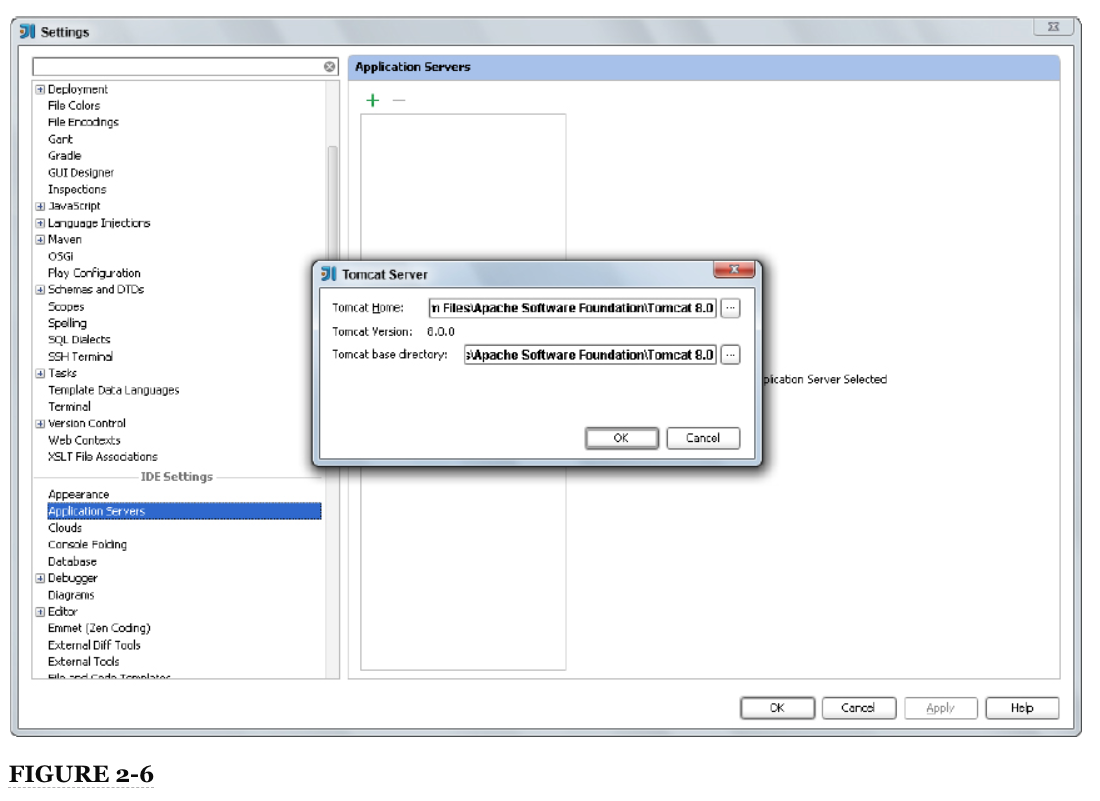 Settings
Application Servers
Deployment
File Colors
File Encodings
Gant
Gradle
GUI Designer
Inspections
JavaScript
Language Injections
Maven
OSGi
Play Configuration
Schemas and DTDs
Scopes
Spelling
SQL Dialects
SSH Terminal
Tasks
Template Data Languages
Terminal
Version Control
Web Contexts
XSLT File Associations
IDE Settings
Appearance
Application Servers
Clouds
Console Folding
Database
Debugger
Diagrams
Editor
Emmet (Zen Coding)
External Diff Tools
External Tools
File and Code Templates
Tomcat Server
Tomcat Home: n Files\Apache Software Foundation\Tomcat 8.0 ...
Tomcat Version: 8.0.0
Tomcat base directory: s\Apache Software Foundation\Tomcat 8.0 ...
OK Cancel
plication Server Selected
OK Cancel Apply Help
FIGURE 2-6